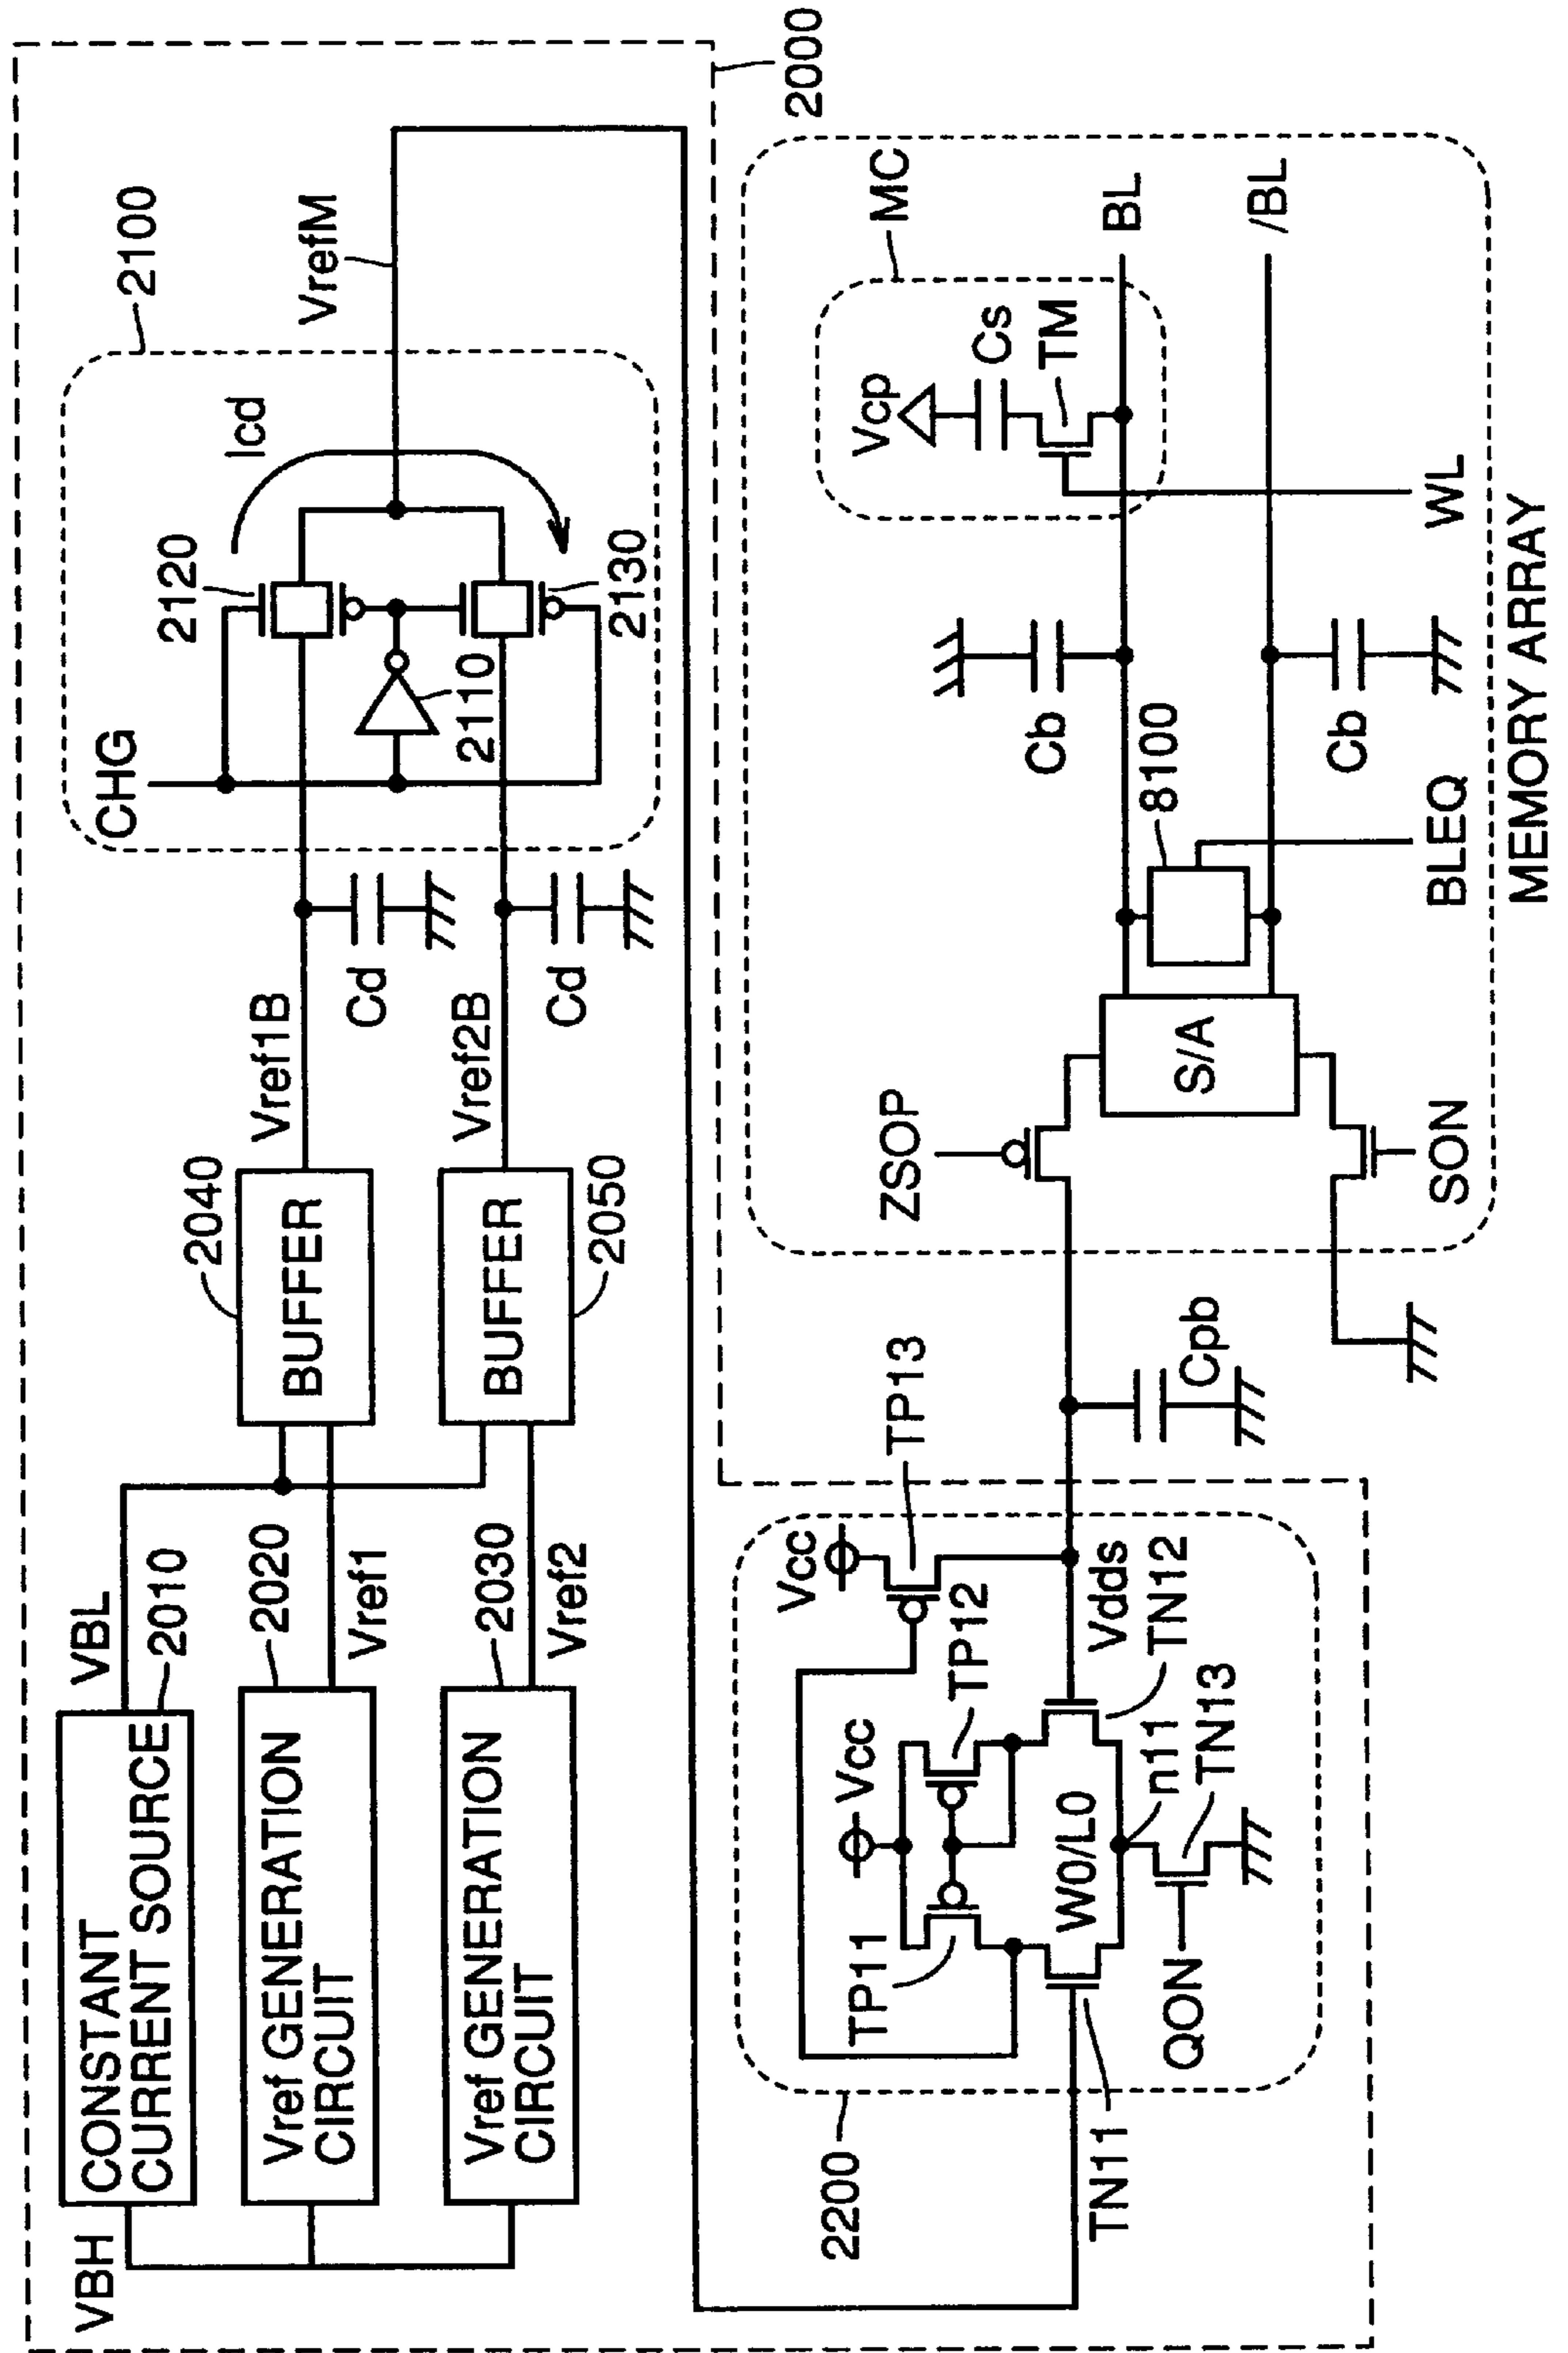 VBH
CONSTANT
CURRENT SOURCE
VBL
2010
Vref GENERATION
CIRCUIT
2020
Vref1
Vref GENERATION
CIRCUIT
2030
Vref2
BUFFER
2040
BUFFER
2050
Vref1B
Vref2B
Cd
Cd
CHG
2100
2110
2120
2130
Icd
VrefM
2000
2200
TN11
TP11
Vcc
TP12
Vcc
TP13
W0/L0
QON
n11
TN13
TN12
Vdds
Cpb
ZSOP
SON
S/A
8100
BLEQ
Cb
Cb
Vcp
Cs
TM
MC
WL
BL
/BL
MEMORY ARRAY